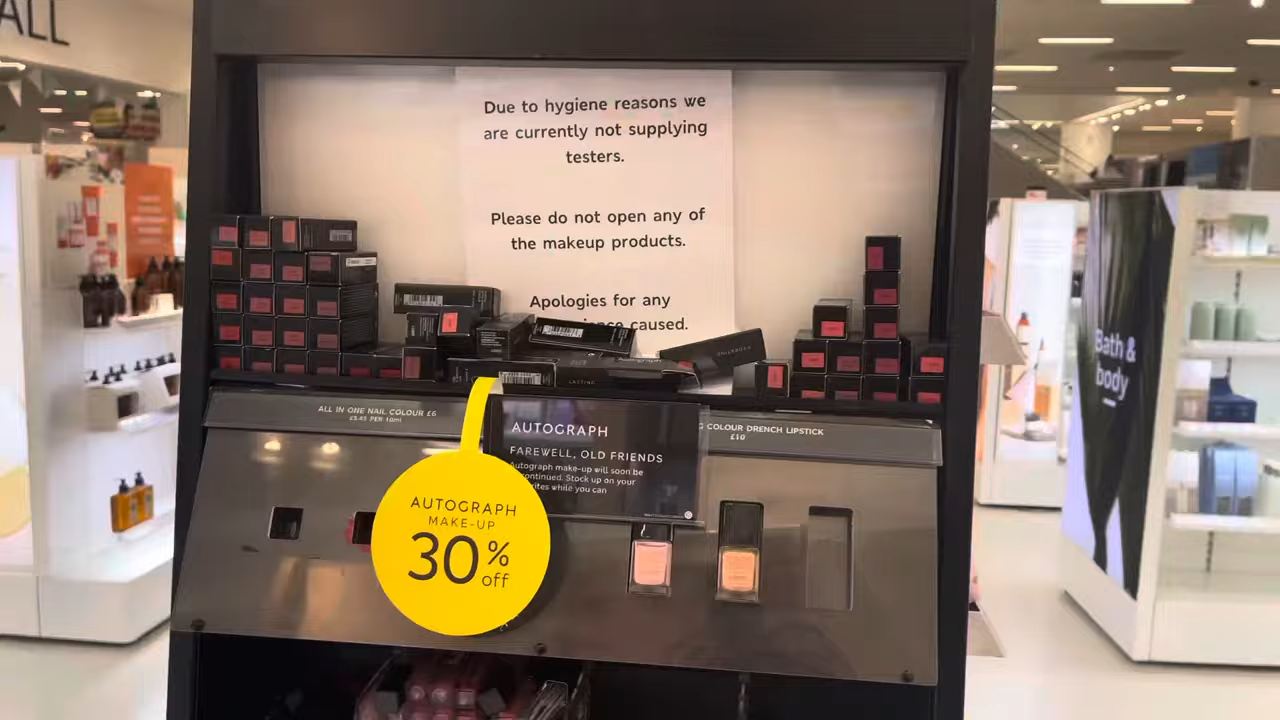 ALL
Due to hygiene reasons we
are currently not supplying
testers.
Please do not open any of
the makeup products.
Apologies for any
caused.
ALL IN ONE NAIL COLOUR £6
COLOUR DRENCH LIPSTICK
£10
AUTOGRAPH
FAREWELL, OLD FRIENDS
Autograph make-up will soon be
continued. Stock up on your
rites while you can
AUTOGRAPH
MAKE-UP
30% off
LASTING
Bath &
body